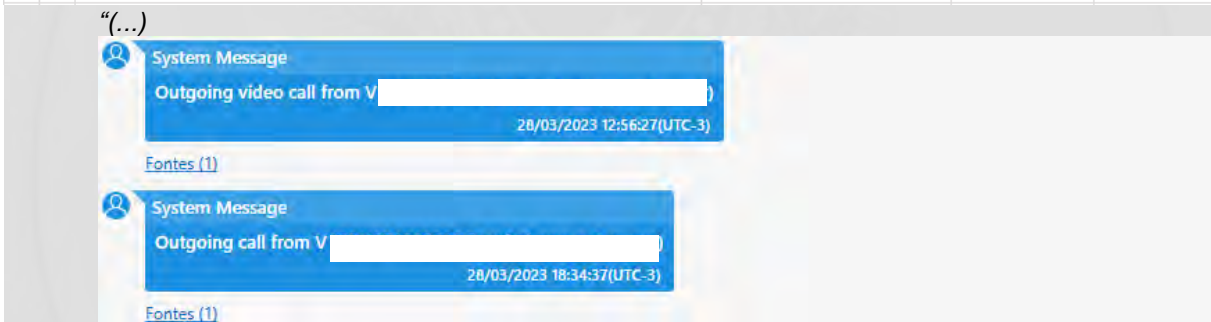 “(...)
System Message
Outgoing video call from V )
28/03/2023 12:56:27(UTC-3)
Fontes (1)
System Message
Outgoing call from V )
28/03/2023 18:34:37(UTC-3)
Fontes (1)